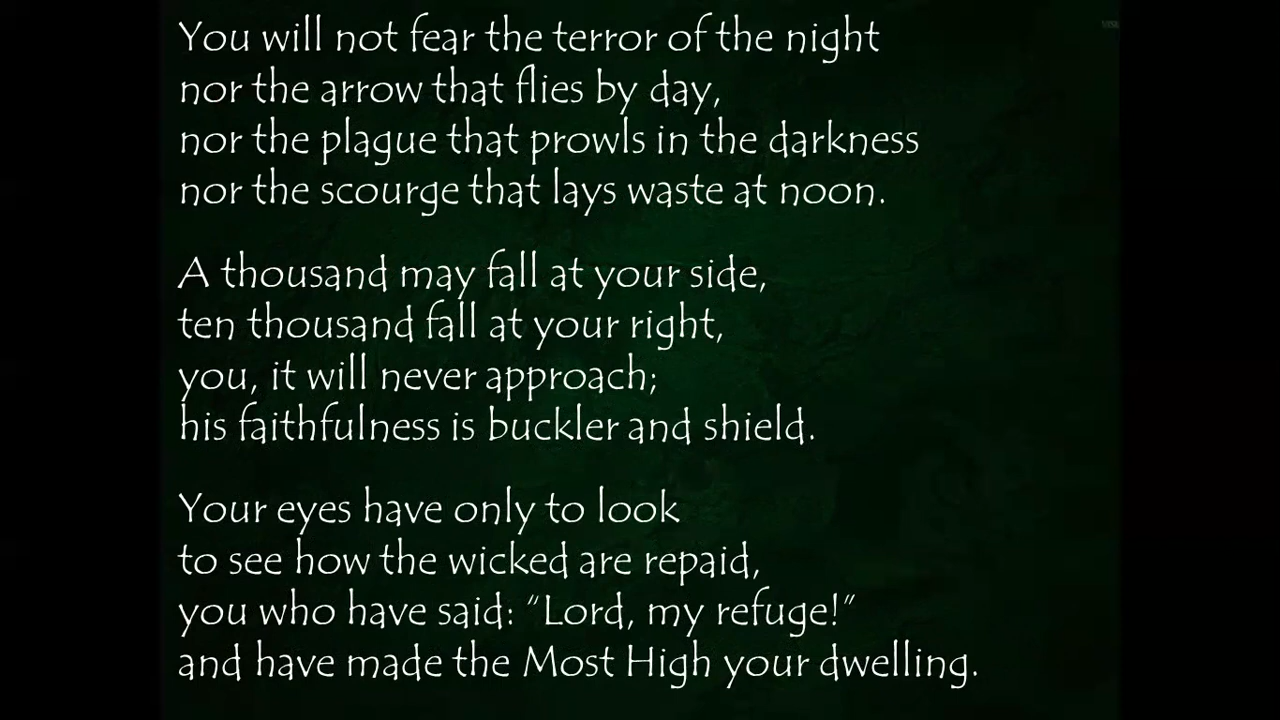 You will not fear the terror of the night
nor the arrow that flies by day,
nor the plague that prowls in the darkness
nor the scourge that lays waste at noon.
A thousand may fall at your side,
ten thousand fall at your right,
you, it will never approach;
his faithfulness is buckler and shield.
Your eyes have only to look
to see how the wicked are repaid,
you who have said: “Lord, my refuge!”
and have made the Most High your dwelling.